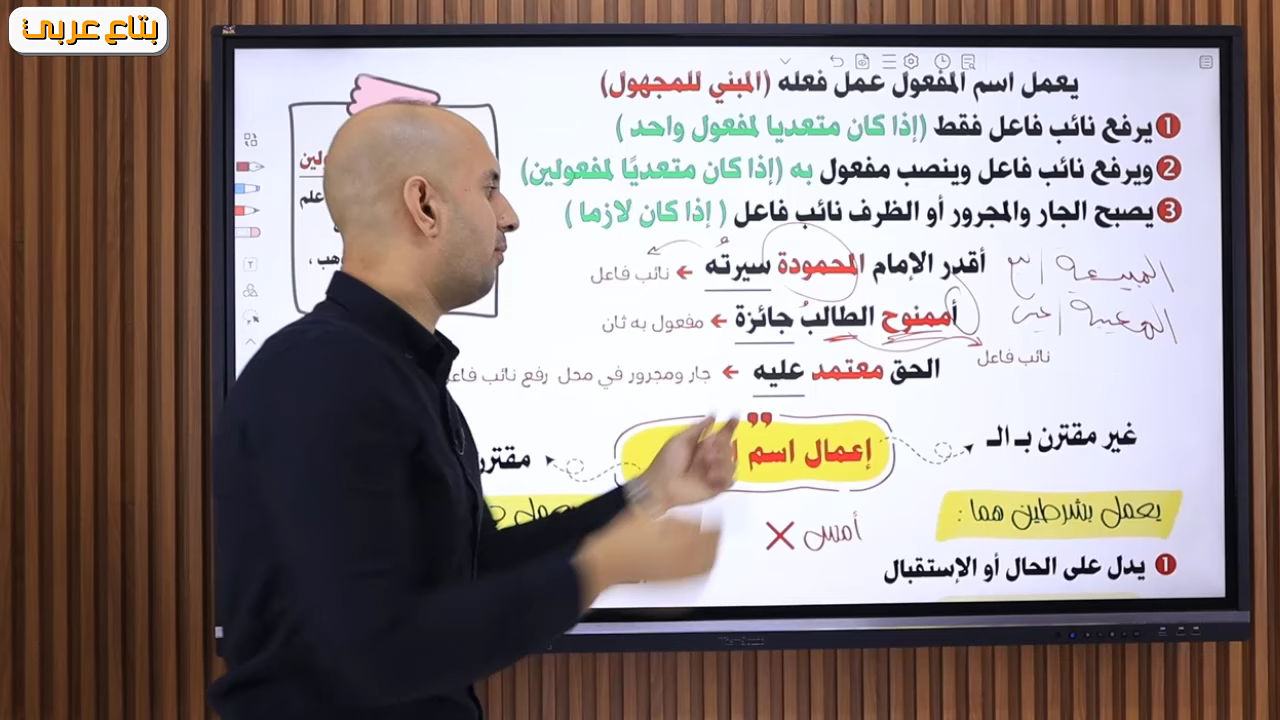 بتاع عربي
يعمل اسم المفعول عمل فعله (المبني للمجهول)
1 يرفع نائب فاعل فقط (إذا كان متعديا لمفعول واحد)
2 ويرفع نائب فاعل وينصب مفعول به (إذا كان متعديًا لمفعولين)
3 يصبح الجار والمجرور أو الظرف نائب فاعل ( إذا كان لازما )
أقدر الإمام المحمودة سيرتُه ← نائب فاعل
أممنوح الطالبُ جائزة ← مفعول به ثان
نائب فاعل
الحق معتمد عليه ← جار ومجرور في محل رفع نائب فاعل
غير مقترن بـ الـ
إعمال اسم
يعمل بشرطين هما :
أمس ×
1 يدل على الحال أو الإستقبال
علم